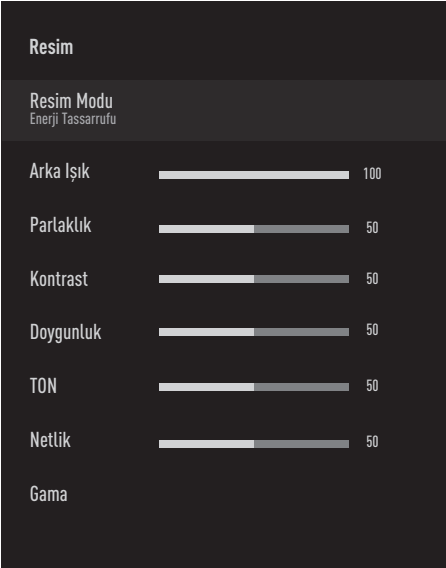 Resim
Resim Modu
Enerji Tassarrufu
Arka Işık 100
Parlaklık 50
Kontrast 50
Doygunluk 50
TON 50
Netlik 50
Gama